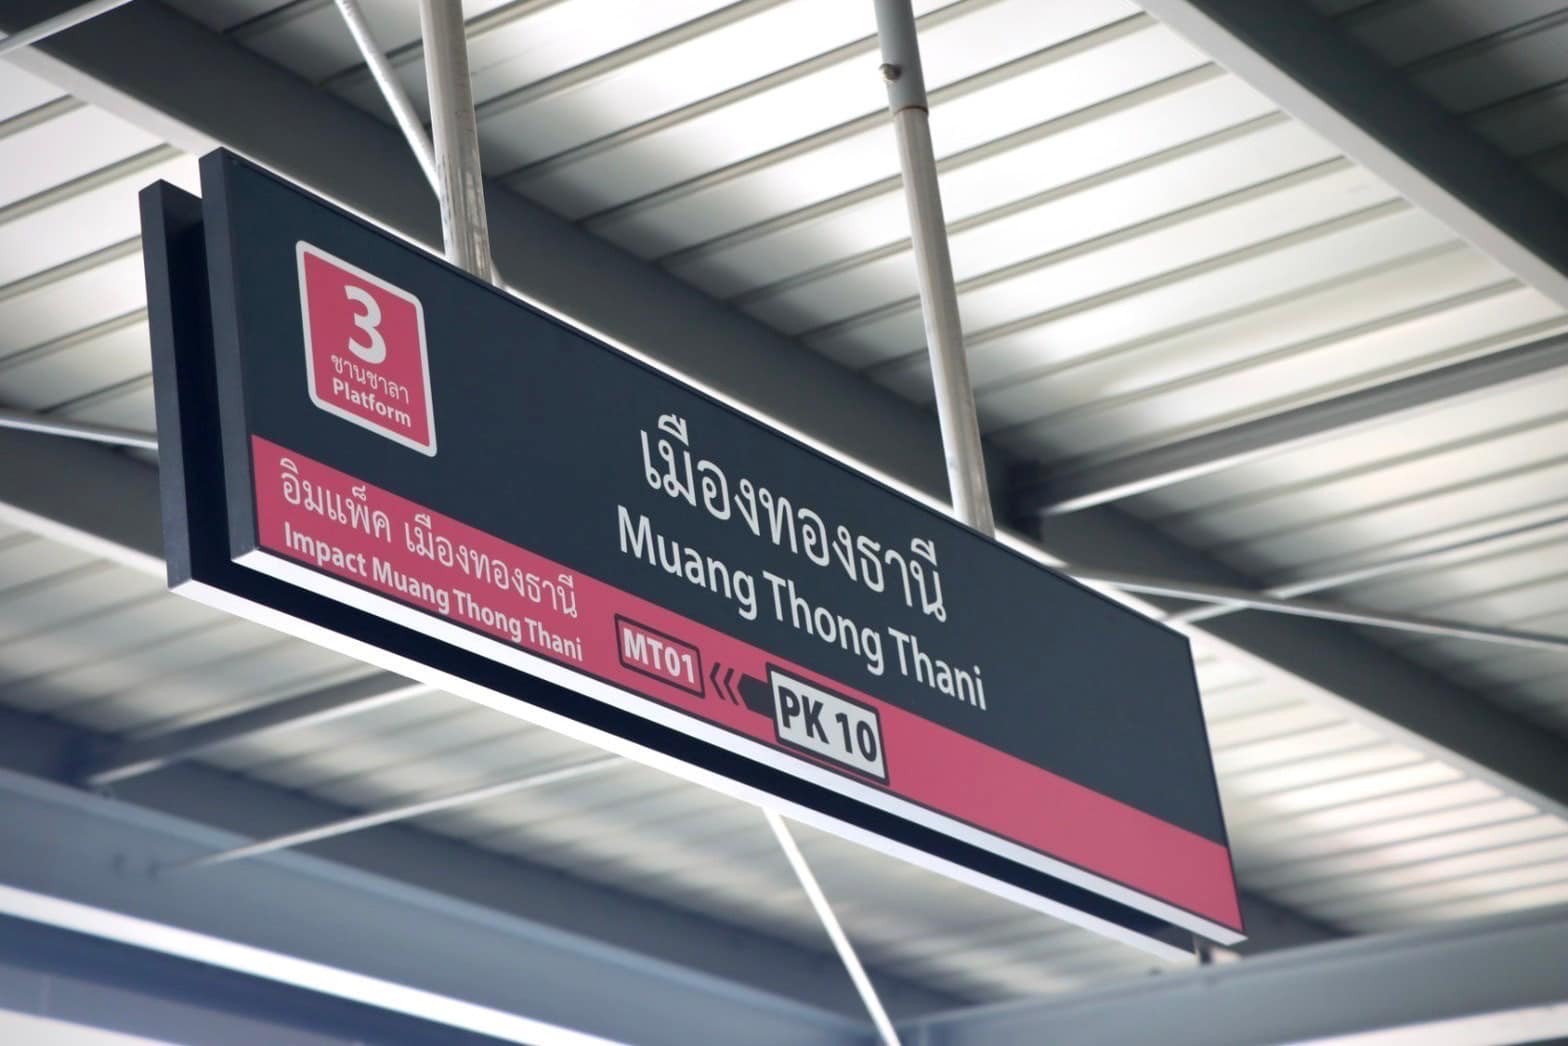 3
ชานชาลา
Platform
เมืองทองธานี
Muang Thong Thani
อิมแพ็ค เมืองทองธานี
Impact Muang Thong Thani
MT01
PK 10